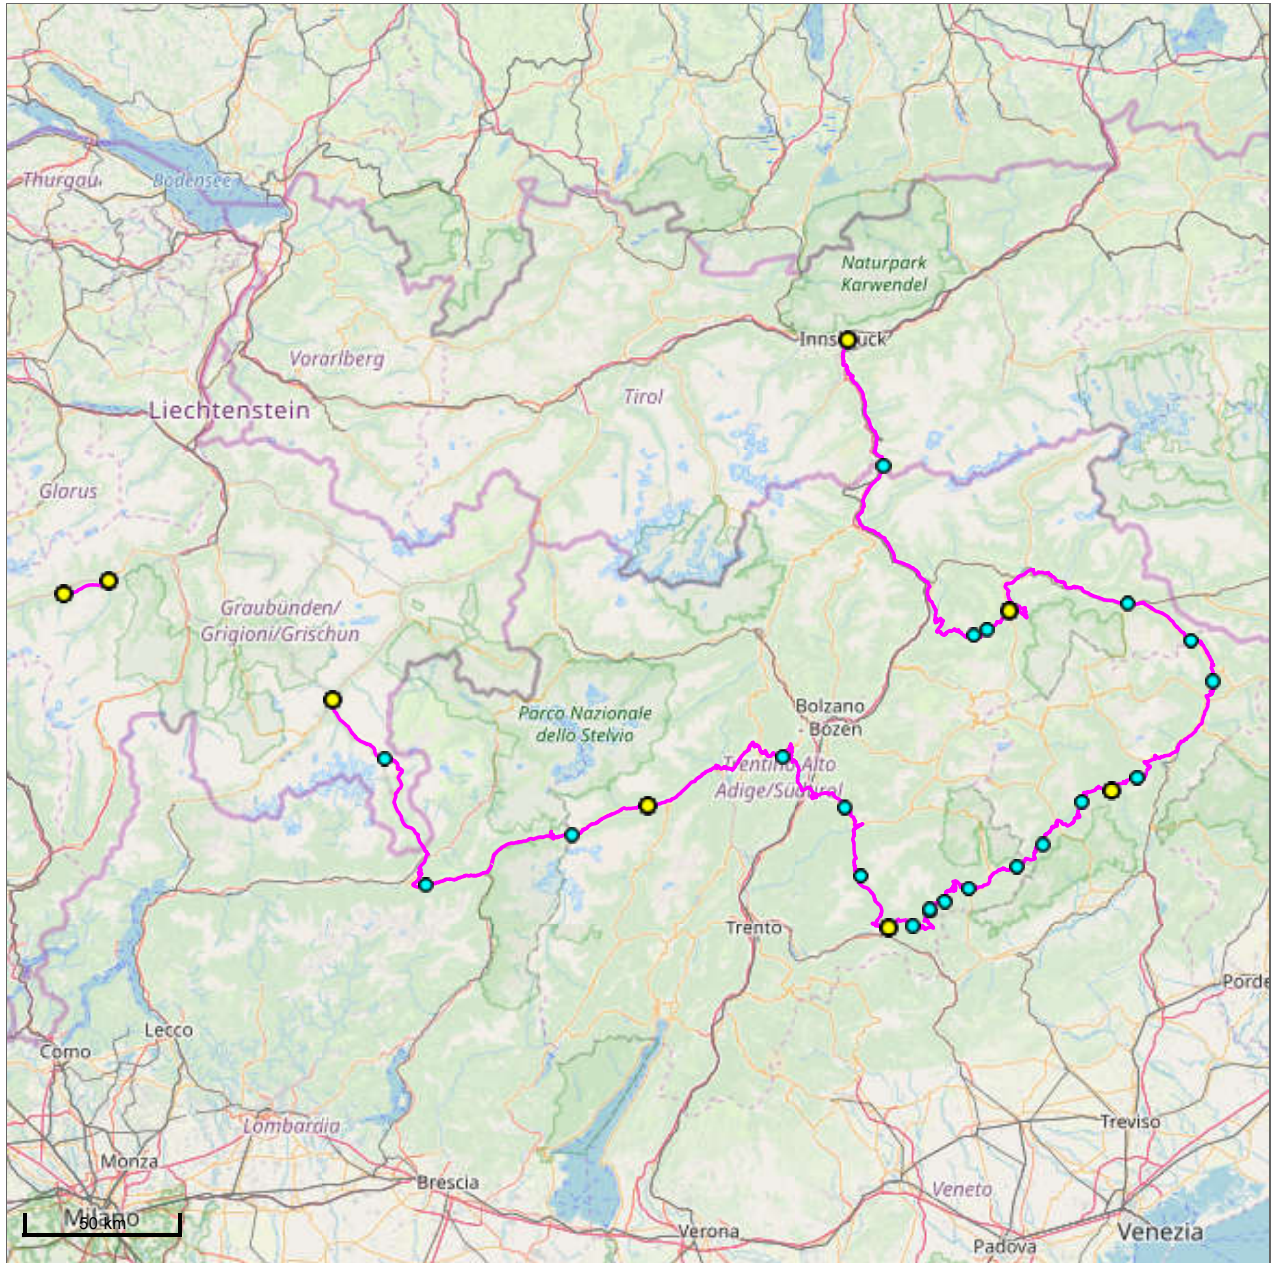 Thurgau
Bodensee
Naturpark
Karwendel
Innsbruck
Vorarlberg
Tirol
Liechtenstein
Glarus
Graubünden/
Grigioni/Grischun
Parco Nazionale
dello Stelvio
Bolzano
- Bozen
Trentino-Alto
Adige/Südtirol
Trento
Lecco
Como
Lombardia
Monza
Milano
50 km
Brescia
Verona
Treviso
Veneto
Padova
Venezia
Porde